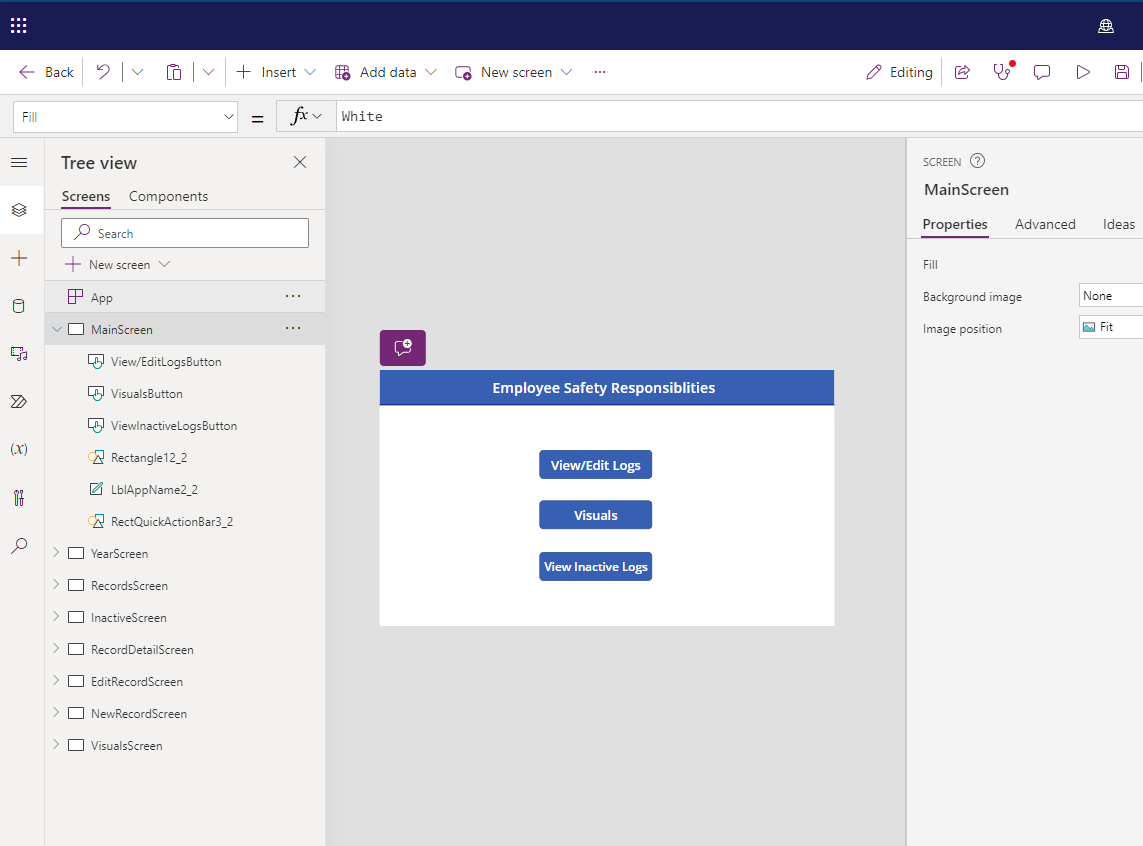 Back
Insert
Add data
New screen
...
Editing
Fill
=
fx
White
Tree view
Screens
Components
Search
New screen
App
...
MainScreen
...
View/EditLogsButton
VisualsButton
ViewInactiveLogsButton
Rectangle12_2
LblAppName2_2
RectQuickActionBar3_2
YearScreen
RecordsScreen
InactiveScreen
RecordDetailScreen
EditRecordScreen
NewRecordScreen
VisualsScreen
(x)
Employee Safety Responsiblities
View/Edit Logs
Visuals
View Inactive Logs
SCREEN ?
MainScreen
Properties
Advanced
Ideas
Fill
Background image
None
Image position
Fit